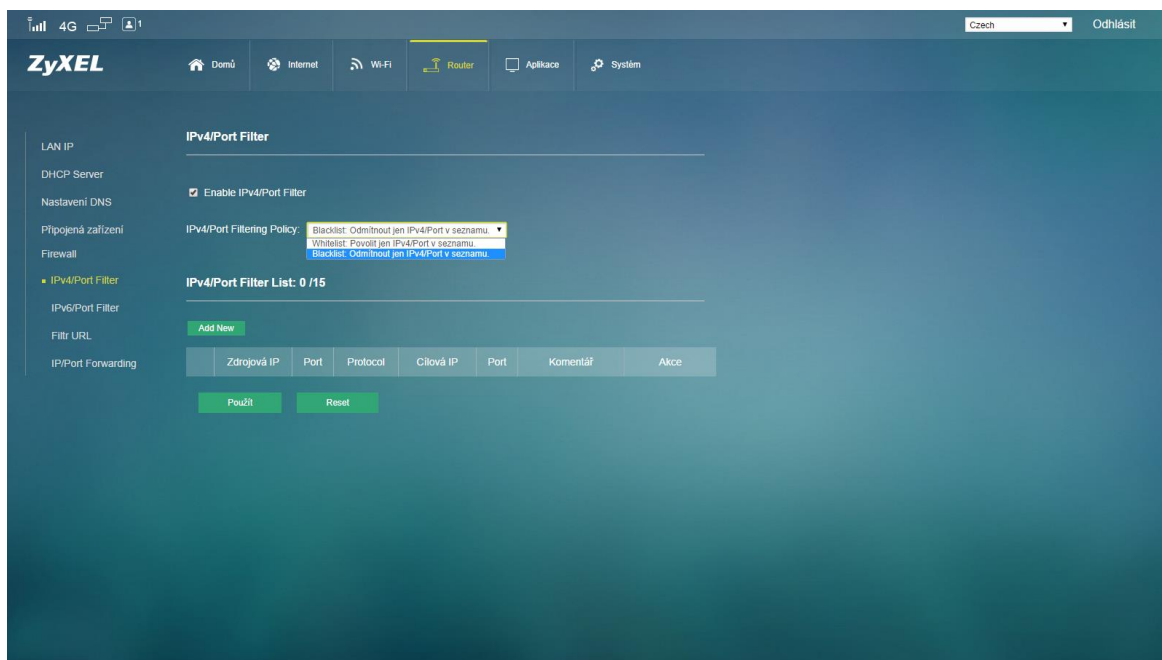 4G 1 Czech Odhlásit
ZyXEL Domů Internet Wi-Fi Router Aplikace Systém
LAN IP
DHCP Server
Nastavení DNS
Připojená zařízení
Firewall
IPv4/Port Filter
IPv6/Port Filter
Filtr URL
IP/Port Forwarding
IPv4/Port Filter
Enable IPv4/Port Filter
IPv4/Port Filtering Policy: Blacklist: Odmítnout jen IPv4/Port v seznamu.
Whitelist: Povolit jen IPv4/Port v seznamu.
Blacklist: Odmítnout jen IPv4/Port v seznamu.
IPv4/Port Filter List: 0 /15
Add New
Zdrojová IP Port Protocol Cílová IP Port Komentář Akce
Použít Reset